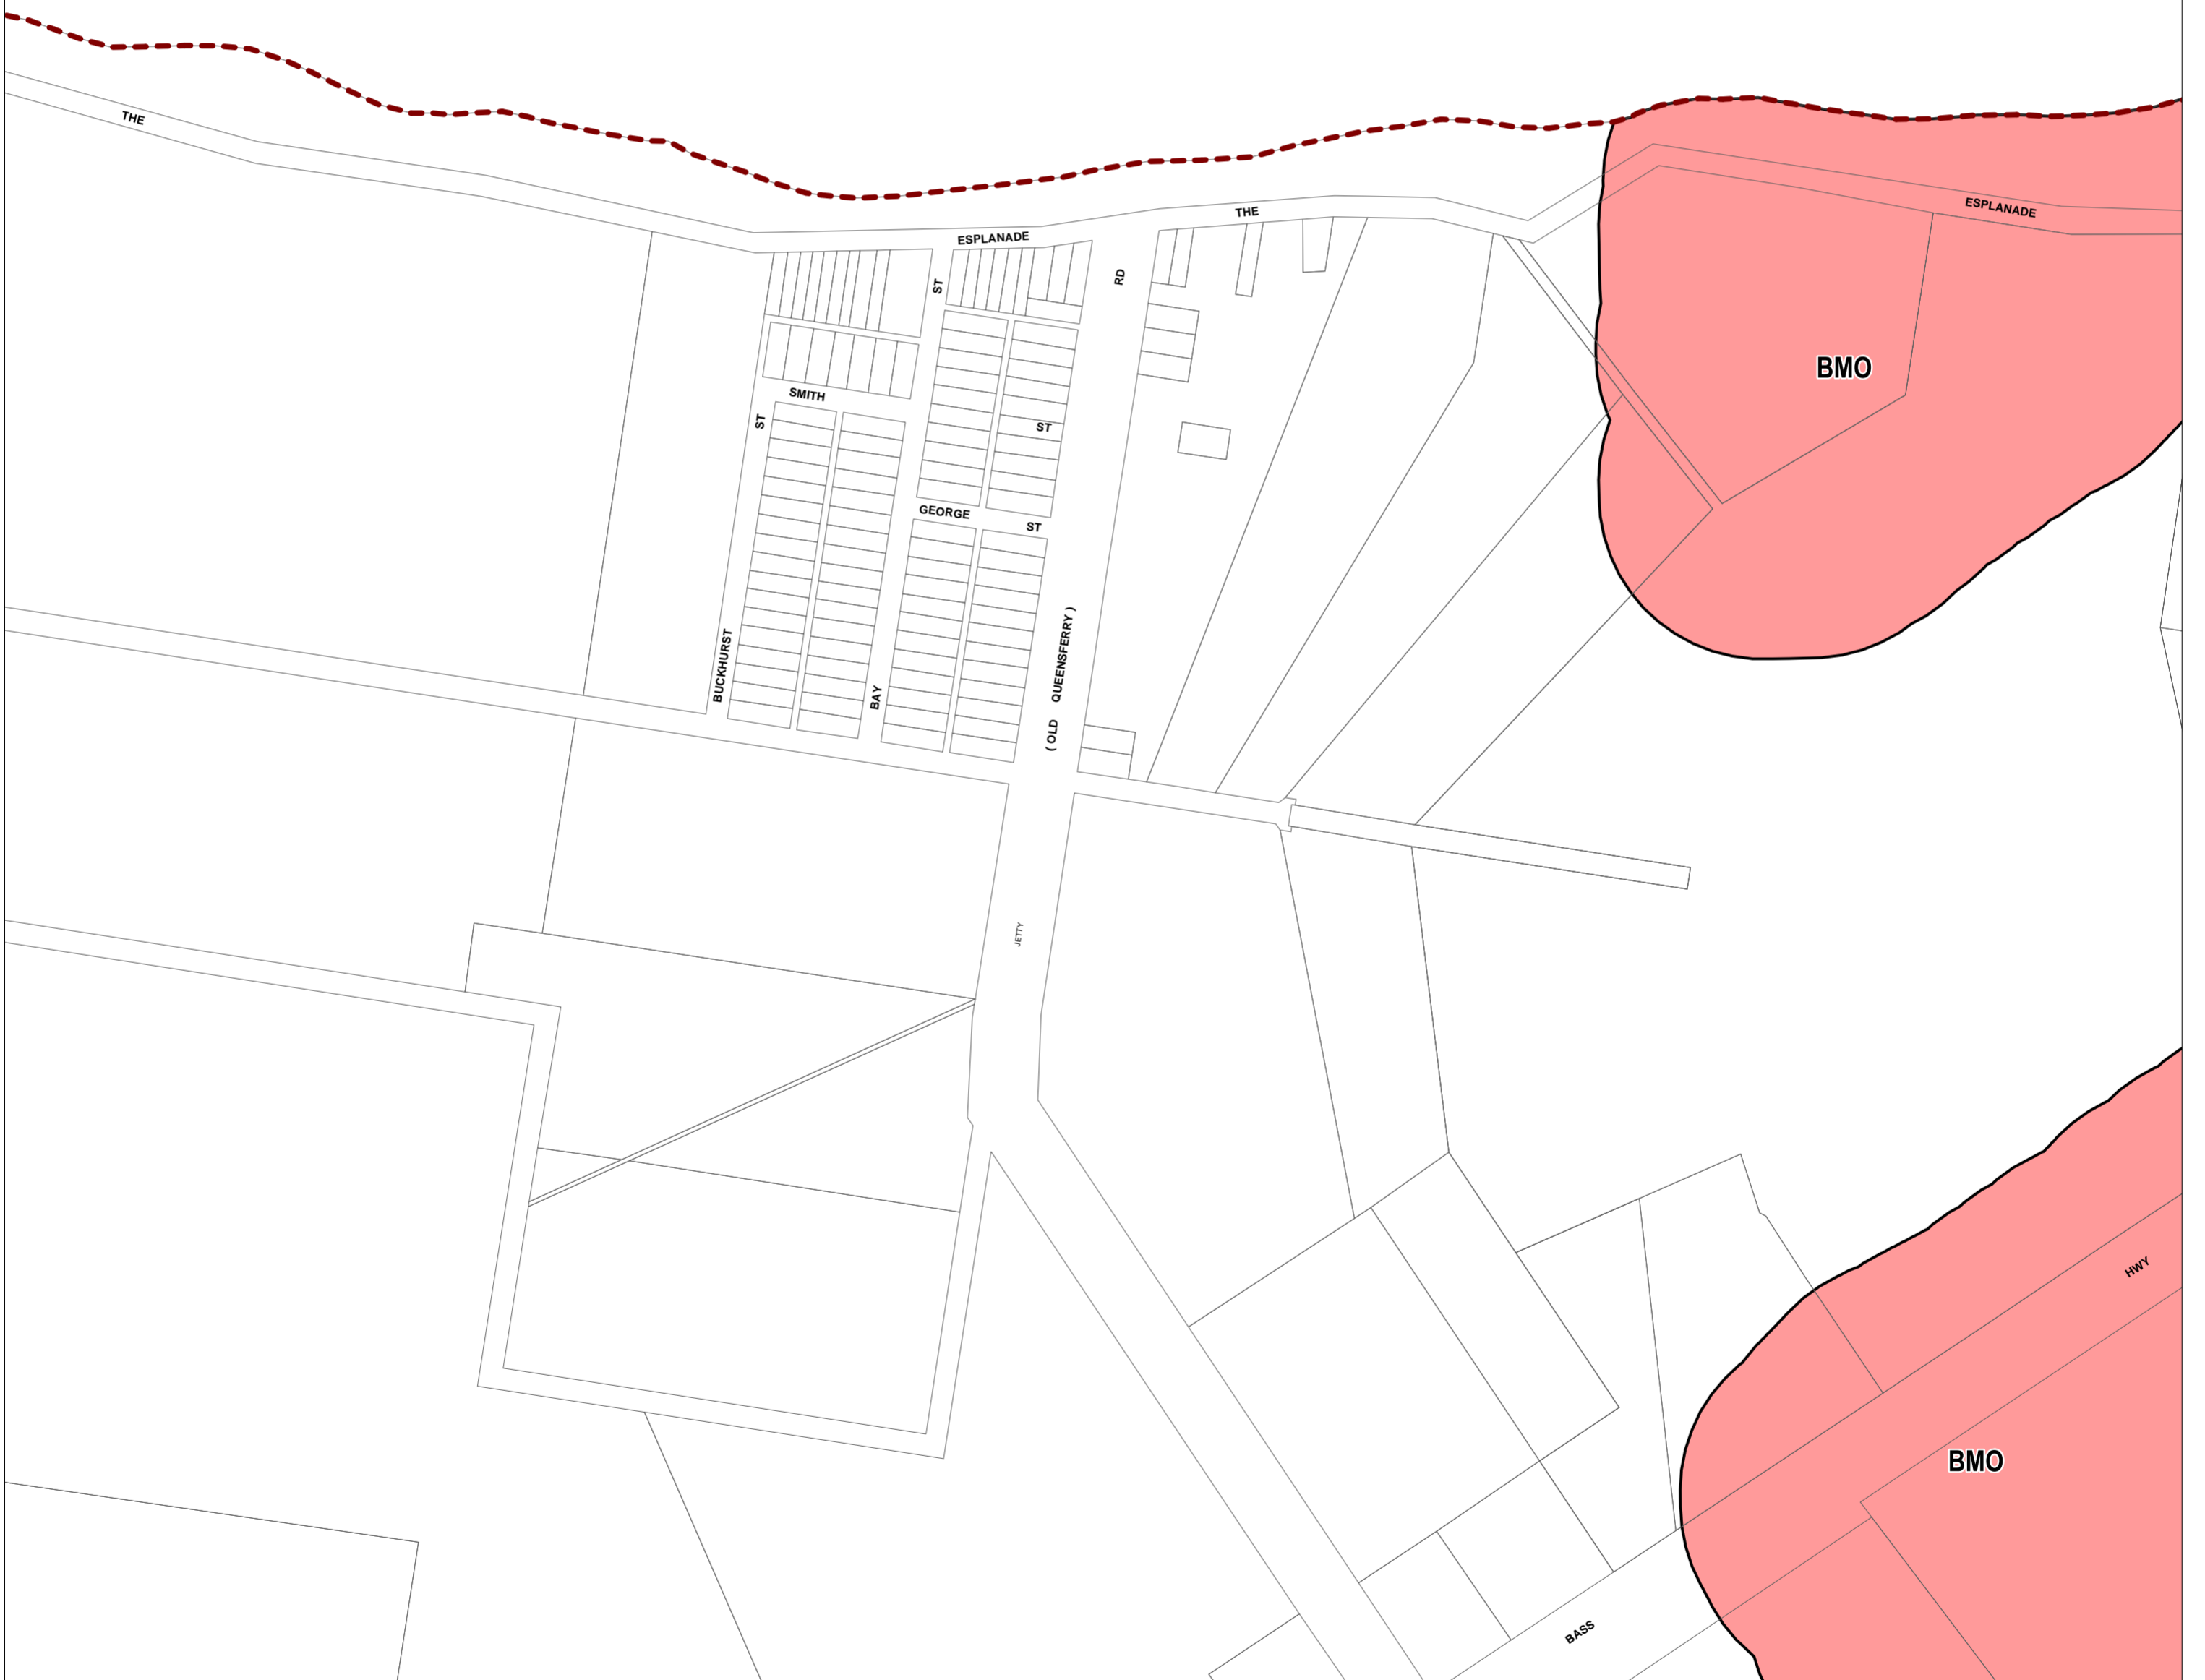 THE
THE
ESPLANADE
ESPLANADE
RD
ST
BMO
SMITH
ST
ST
GEORGE
ST
BUCKHURST
BAY
( OLD QUEENSFERRY )
JETTY
HWY
BMO
BASS